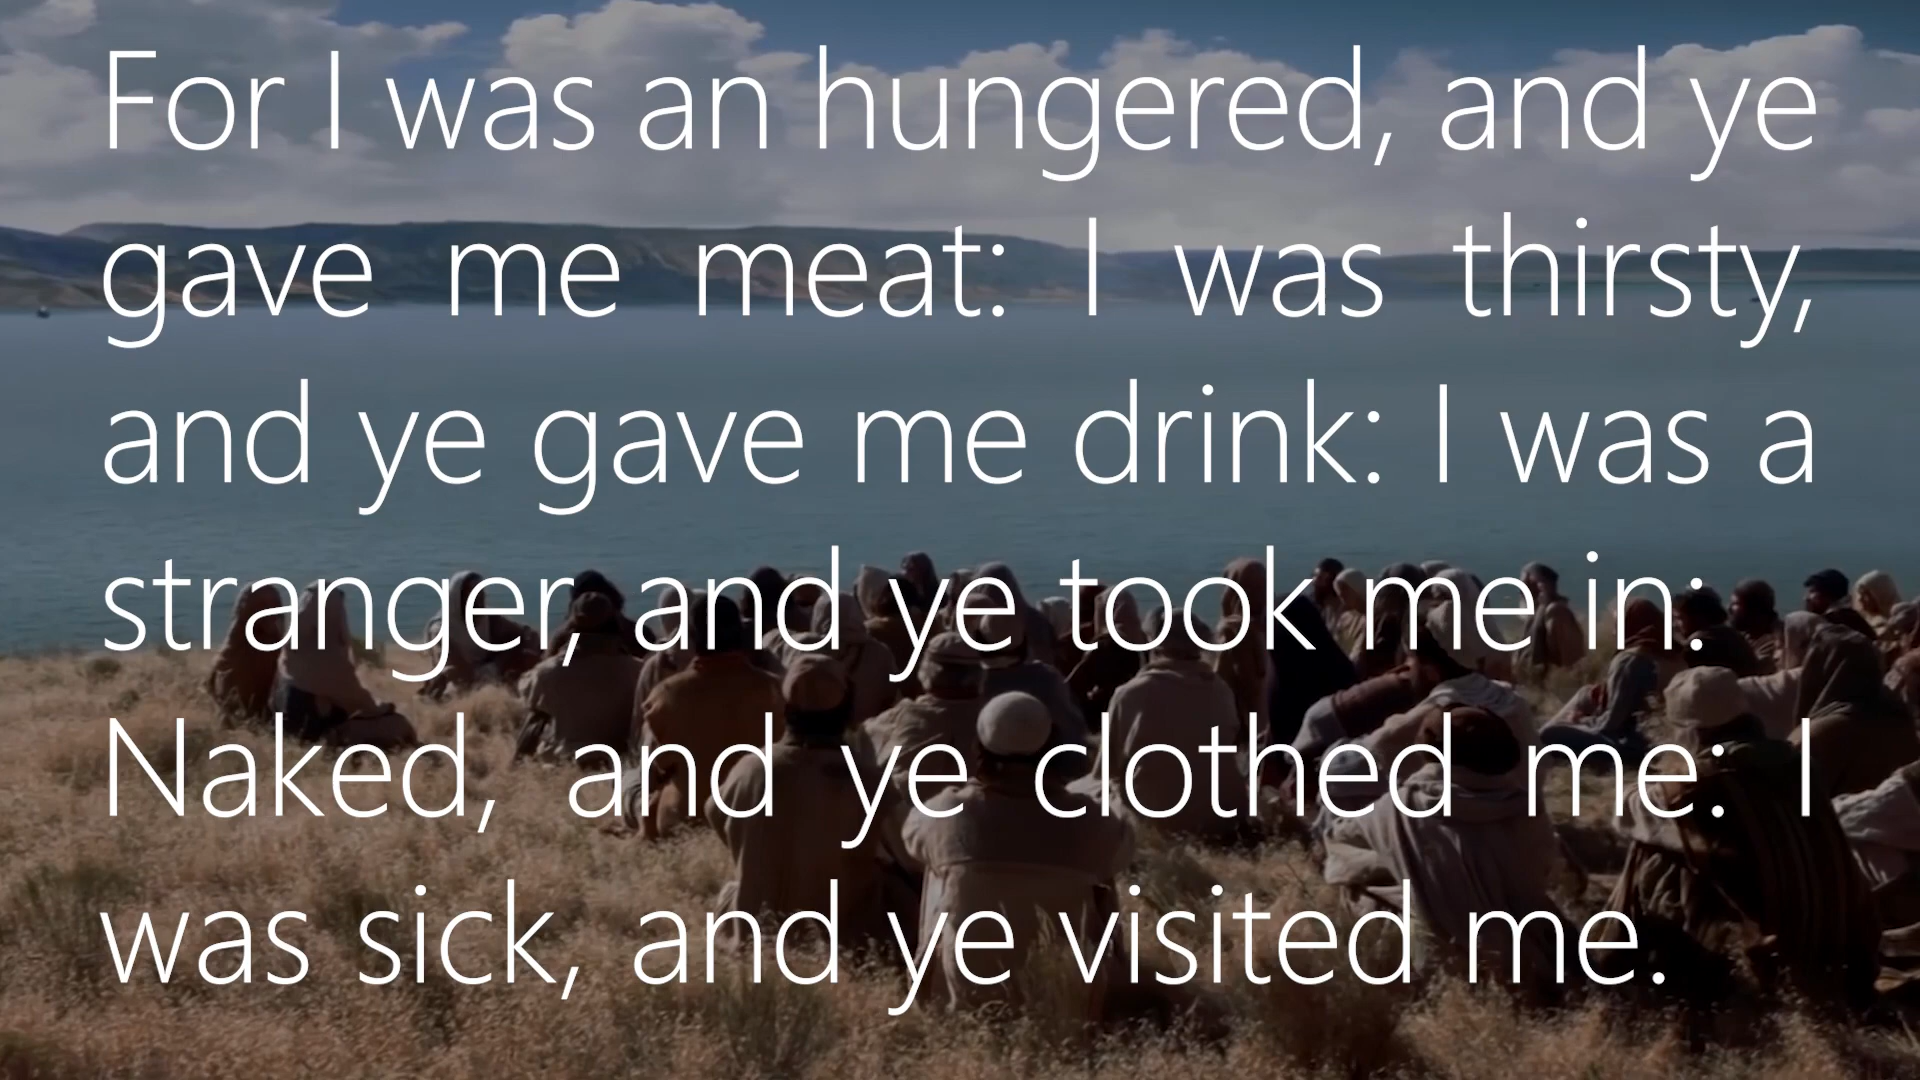 For I was an hungered, and ye
gave me meat: I was thirsty,
and ye gave me drink: I was a
stranger, and ye took me in:
Naked, and ye clothed me: I
was sick, and ye visited me.